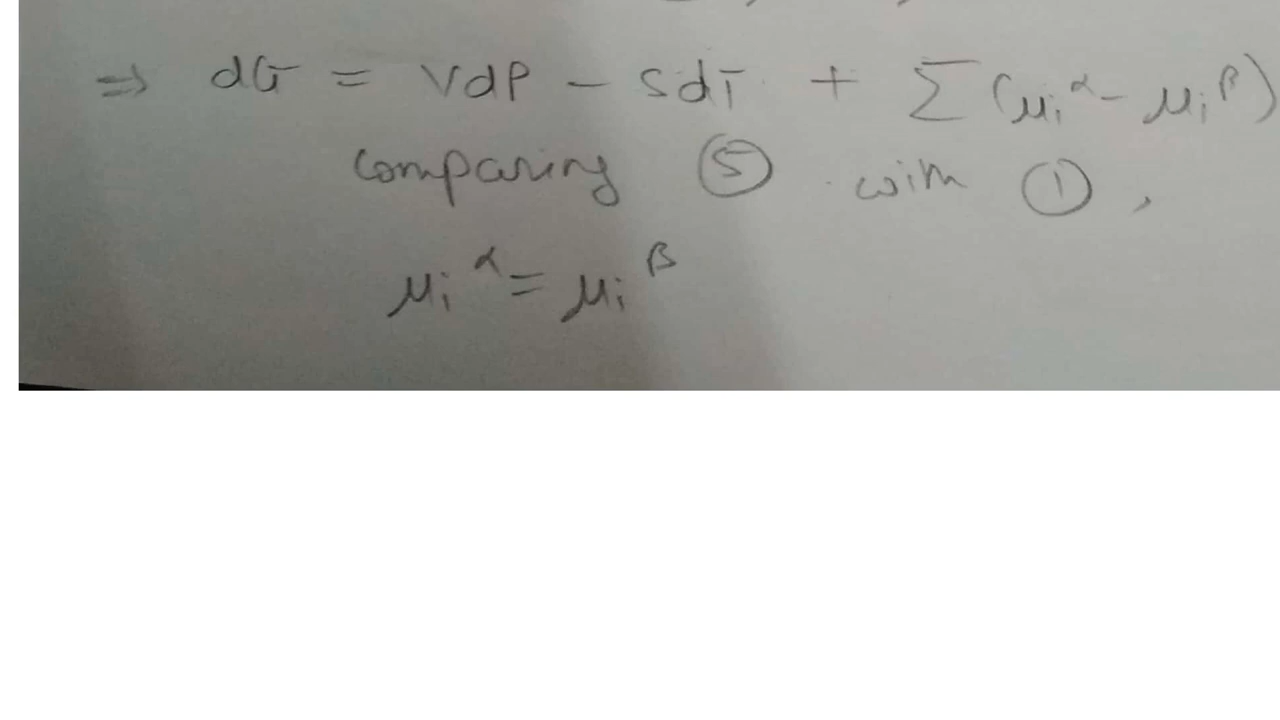 ⇒ dG = VdP - SdT + Σ(μᵢ^α - μᵢ^β)
comparing ⑤ with ①,
μᵢ^α = μᵢ^β